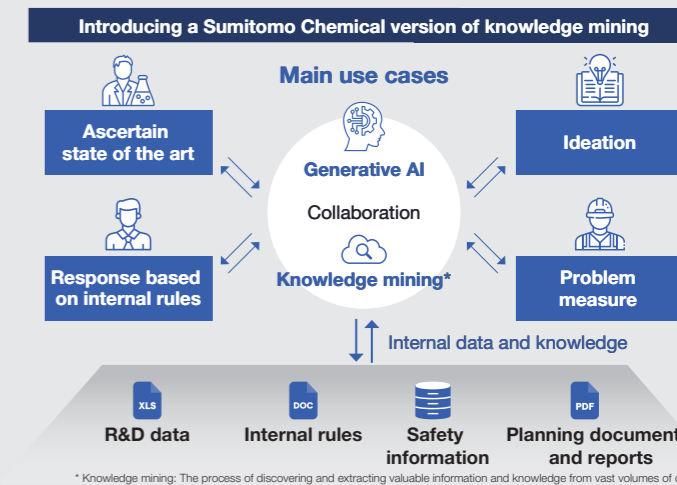 Introducing a Sumitomo Chemical version of knowledge mining
Main use cases
Ascertain
state of the art
Ideation
Generative AI
Collaboration
Knowledge mining*
Response based
on internal rules
Problem
measure
Internal data and knowledge
XLS
DOC
PDF
R&D data
Internal rules
Safety
information
Planning document
and reports
* Knowledge mining: The process of discovering and extracting valuable information and knowledge from vast volumes of